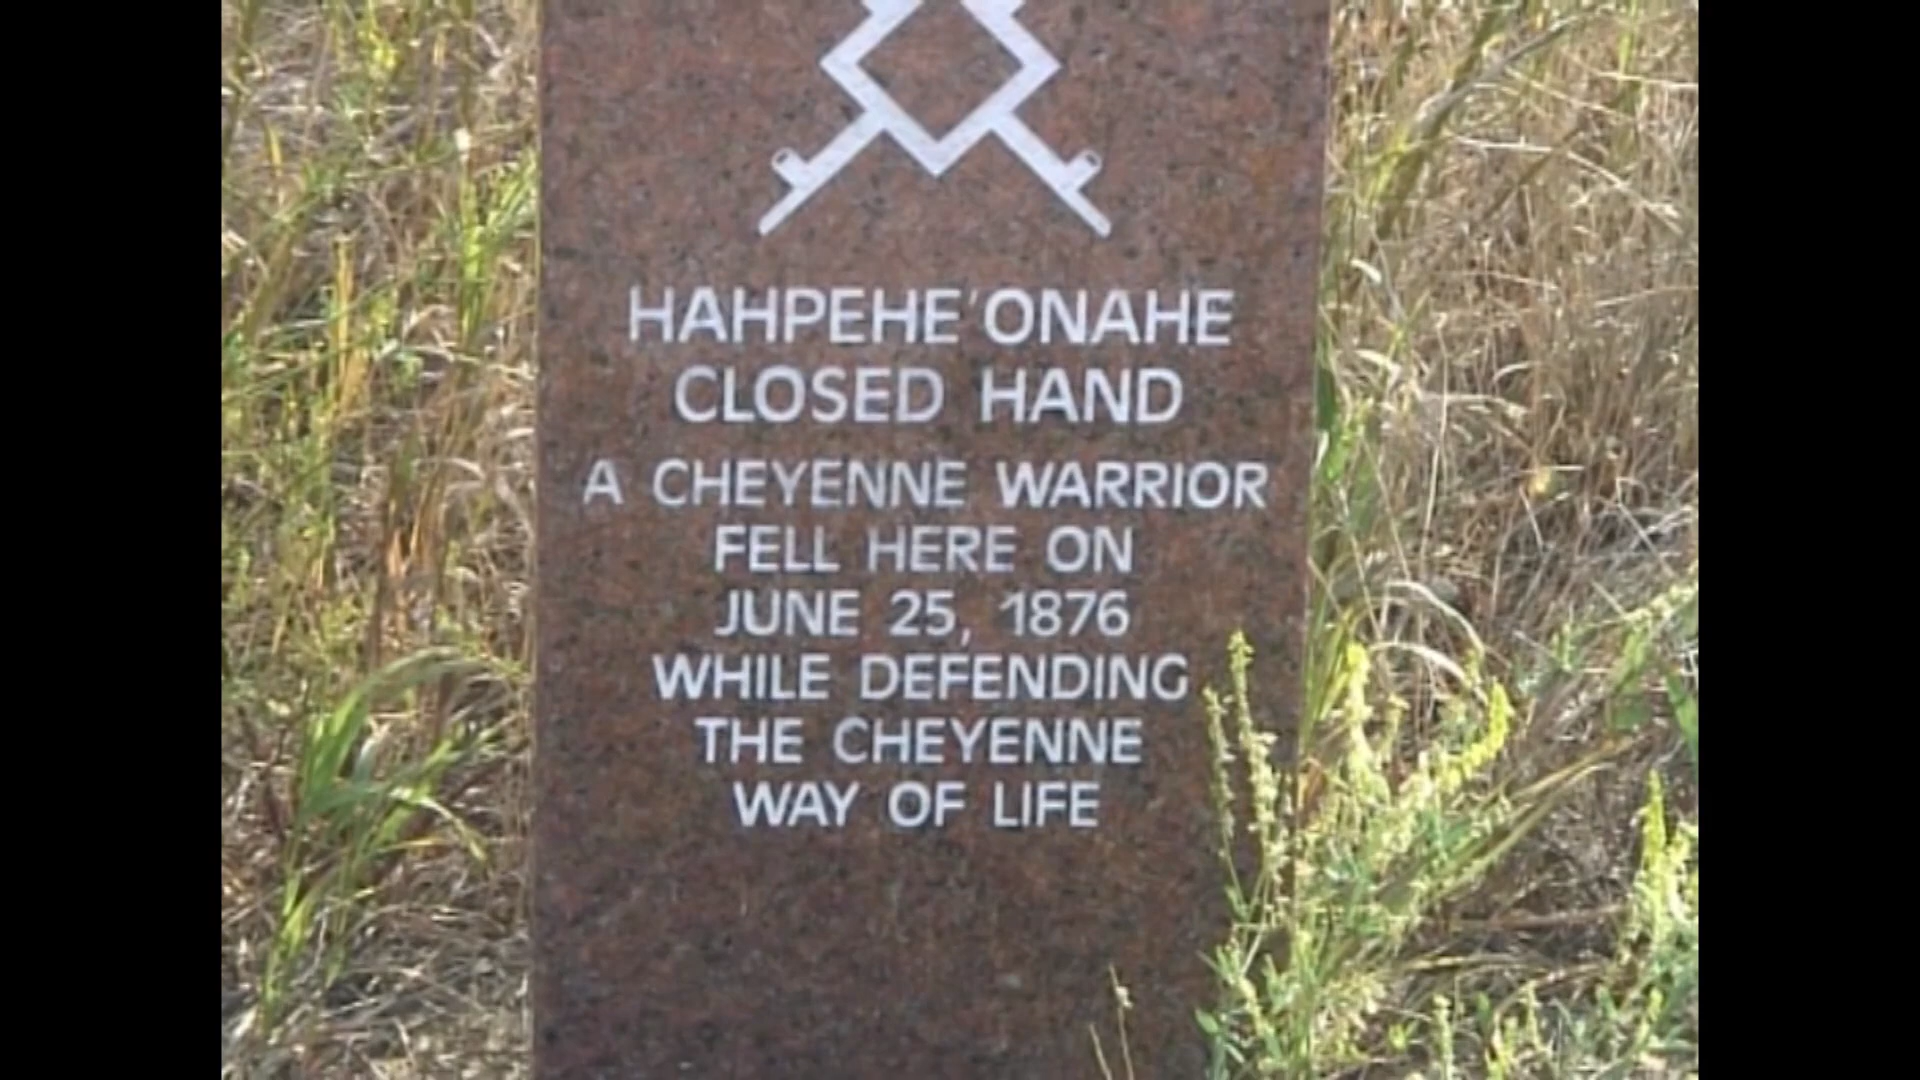 HAHPEHE'ONAHE
CLOSED HAND
A CHEYENNE WARRIOR
FELL HERE ON
JUNE 25, 1876
WHILE DEFENDING
THE CHEYENNE
WAY OF LIFE